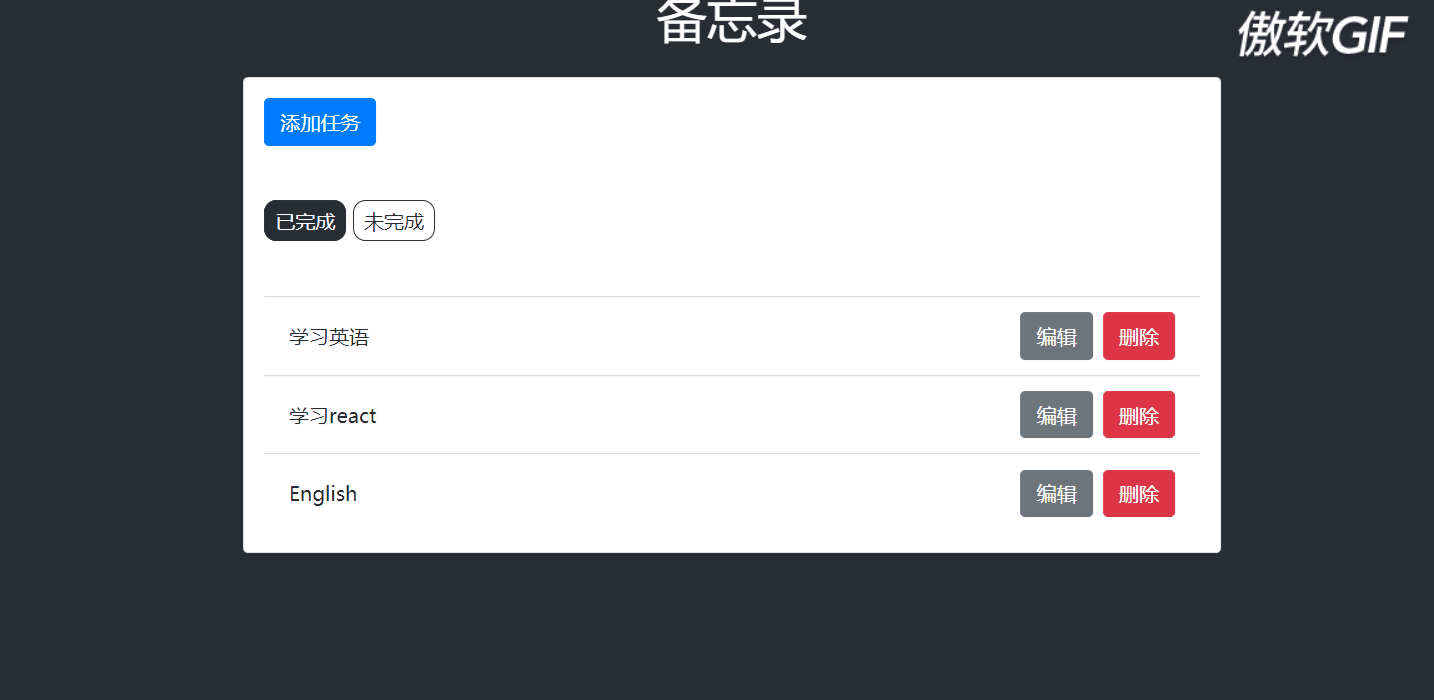 备忘录
傲软GIF
添加任务
已完成 未完成
学习英语 编辑 删除
学习react 编辑 删除
English 编辑 删除